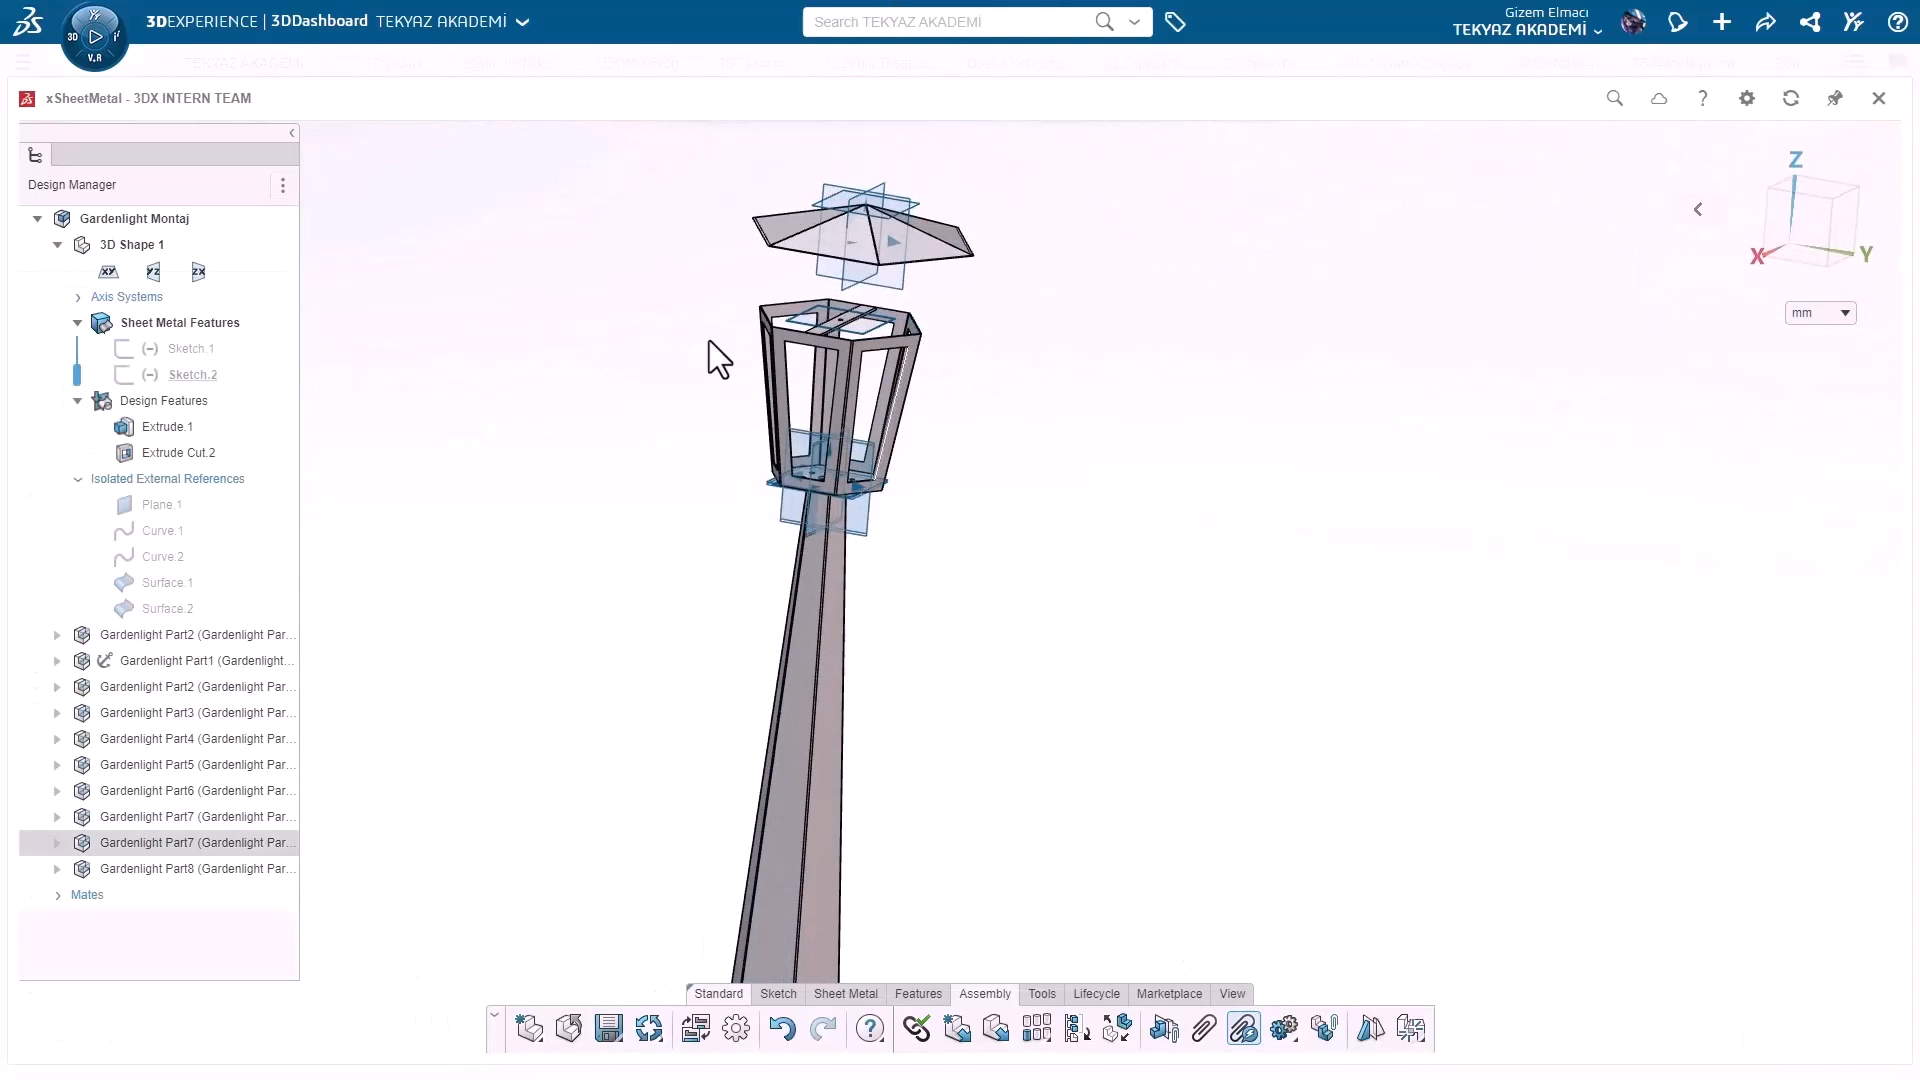 3DEXPERIENCE | 3DDashboard TEKYAZ AKADEMİ
Search TEKYAZ AKADEMİ
Gizem Elmacı
TEKYAZ AKADEMİ
3D
V.R
xSheetMetal - 3DX INTERN TEAM
Design Manager
Gardenlight Montaj
3D Shape 1
XY YZ ZX
Axis Systems
Sheet Metal Features
(-) Sketch.1
(-) Sketch.2
Design Features
Extrude.1
Extrude Cut.2
Isolated External References
Plane.1
Curve.1
Curve.2
Surface.1
Surface.2
Gardenlight Part2 (Gardenlight Par...
Gardenlight Part1 (Gardenlight...
Gardenlight Part2 (Gardenlight Par...
Gardenlight Part3 (Gardenlight Par...
Gardenlight Part4 (Gardenlight Par...
Gardenlight Part5 (Gardenlight Par...
Gardenlight Part6 (Gardenlight Par...
Gardenlight Part7 (Gardenlight Par...
Gardenlight Part7 (Gardenlight Par...
Gardenlight Part8 (Gardenlight Par...
Mates
Z
X
Y
mm
Standard Sketch Sheet Metal Features Assembly Tools Lifecycle Marketplace View